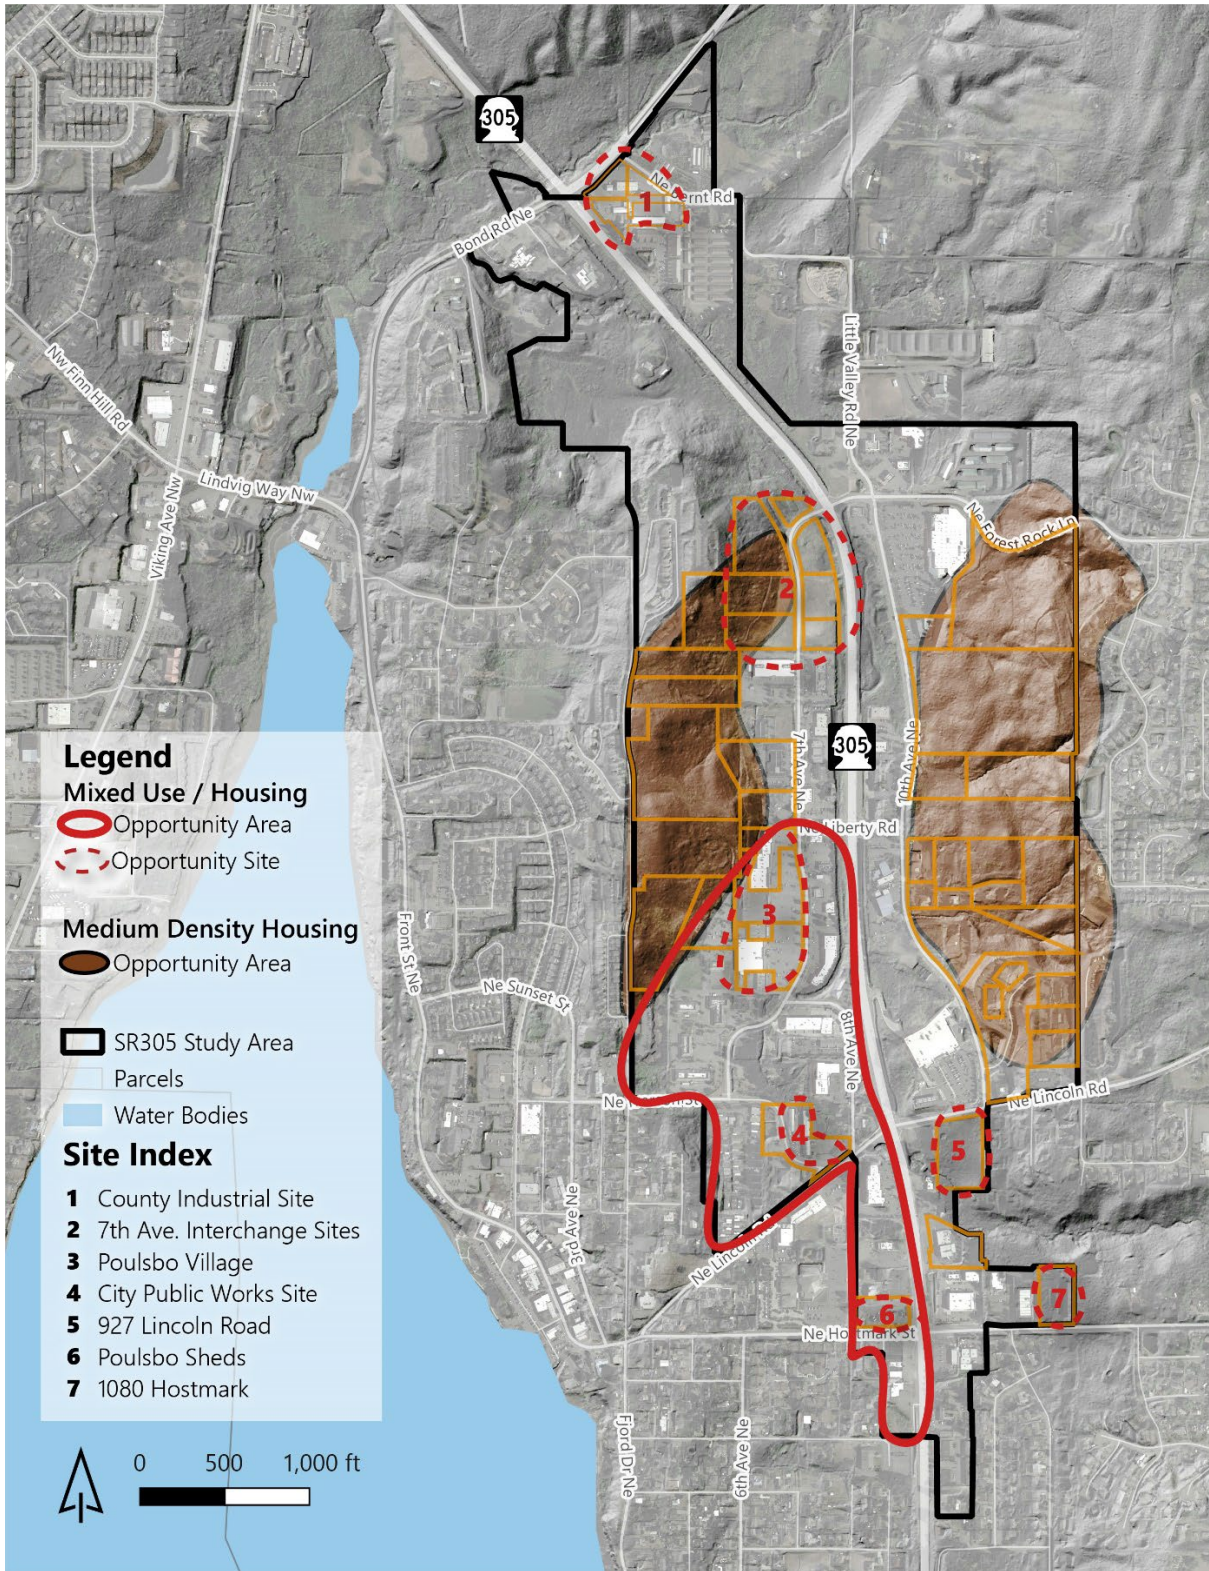 305
Ne Gernt Rd
1
Bond Rd Ne
Little Valley Rd Ne
Nw Finn Hill Rd
Lindvig Way Nw
Viking Ave Nw
Ne Forest Rock Ln
2
305
7th Ave Ne
10th Ave Ne
Ne Liberty Rd
3
Front St Ne
Ne Sunset St
8th Ave Ne
Ne St
Ne Lincoln Rd
4
5
3rd Ave Ne
Ne Lincoln Rd
7
6
Ne Hostmark St
Fjord Dr Ne
6th Ave Ne
Legend
Mixed Use / Housing
Opportunity Area
Opportunity Site
Medium Density Housing
Opportunity Area
SR305 Study Area
Parcels
Water Bodies
Site Index
1 County Industrial Site
2 7th Ave. Interchange Sites
3 Poulsbo Village
4 City Public Works Site
5 927 Lincoln Road
6 Poulsbo Sheds
7 1080 Hostmark
0 500 1,000 ft